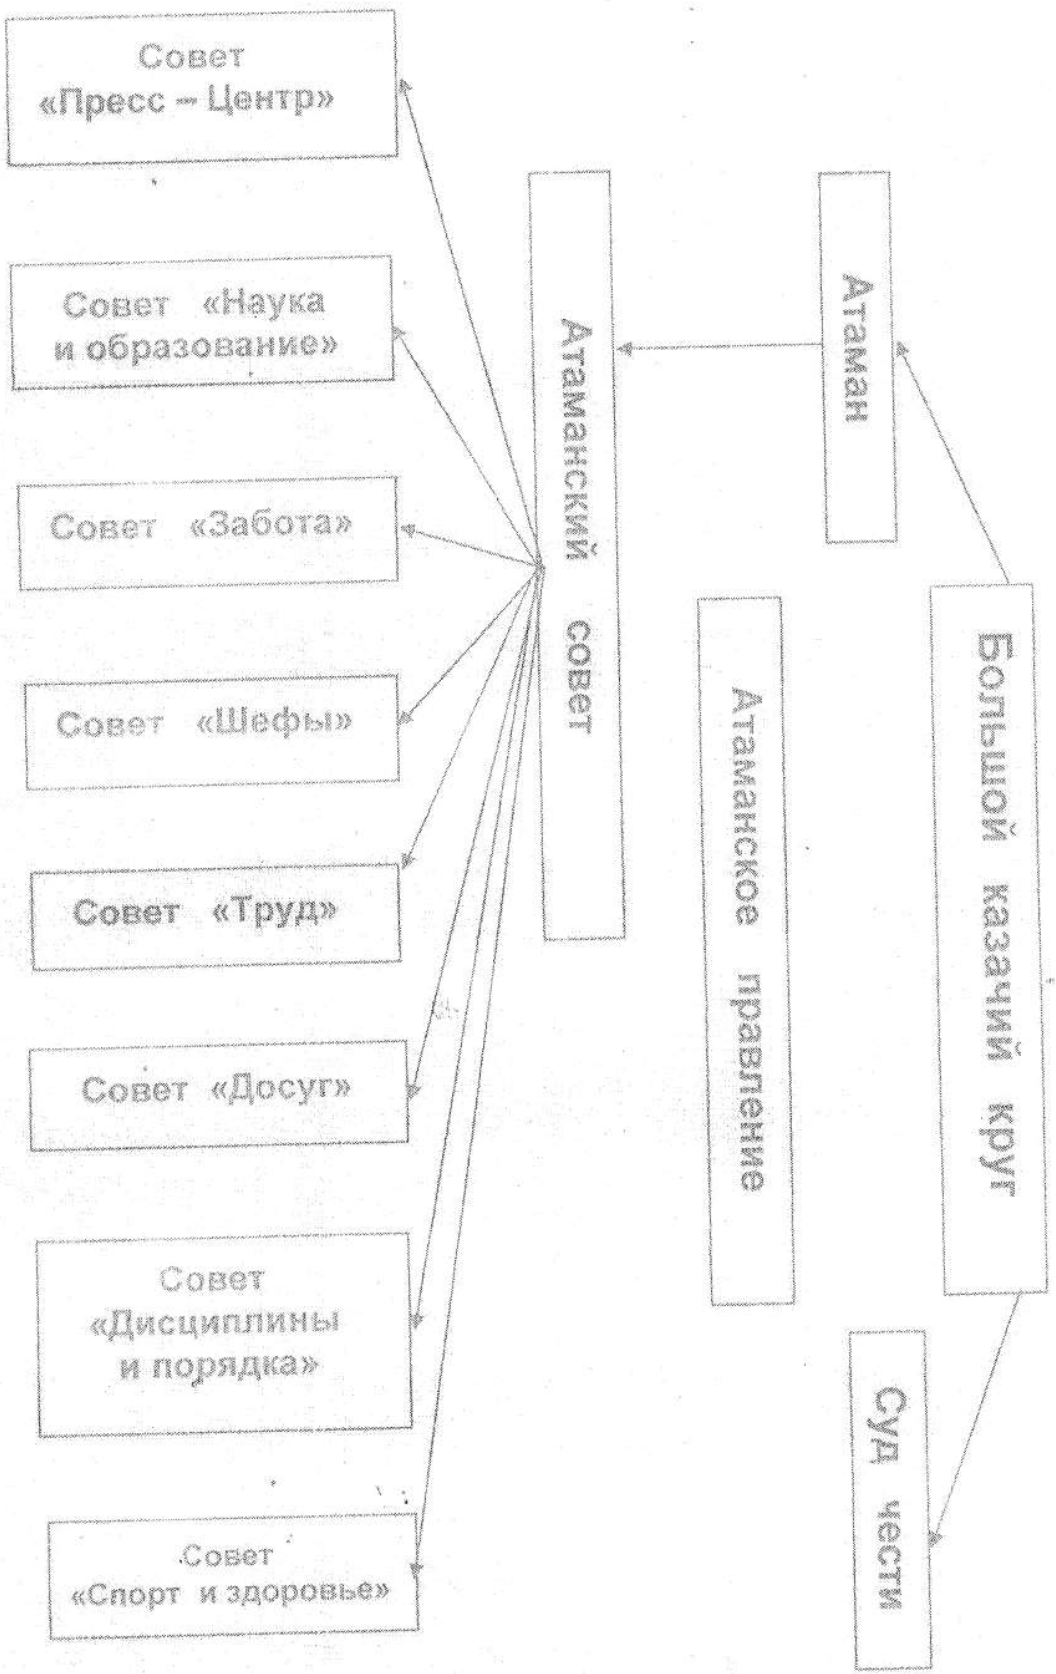 Большой казачий круг
Атаман
Суд чести
Атаманское правление
Атаманский совет
Совет
«Пресс – Центр»
Совет «Наука
и образование»
Совет «Забота»
Совет «Шефы»
Совет «Труд»
Совет «Досуг»
Совет
«Дисциплины
и порядка»
Совет
«Спорт и здоровье»